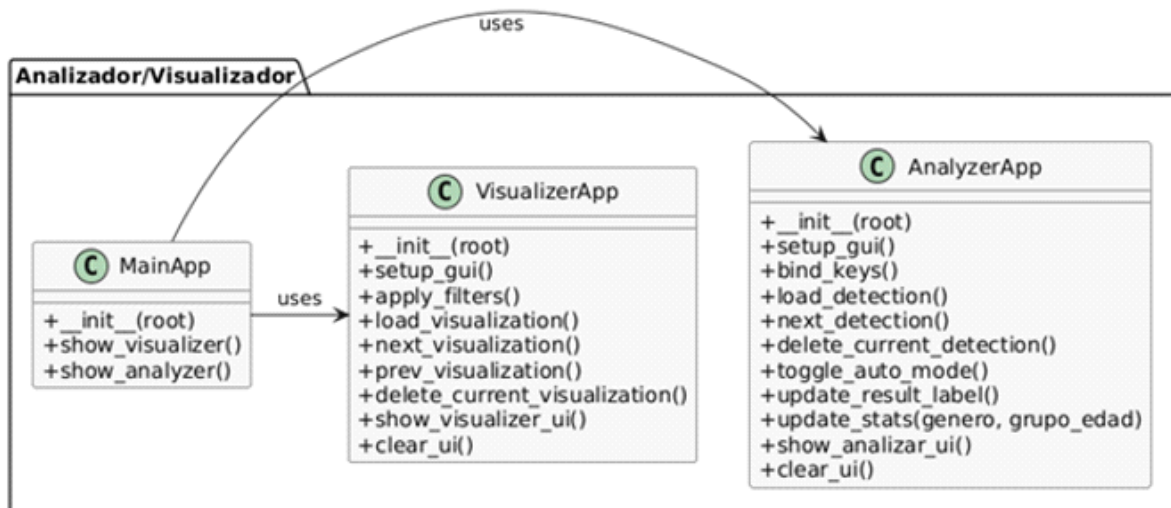 uses
Analizador/Visualizador
C MainApp
+__init__(root)
+show_visualizer()
+show_analyzer()
uses
C VisualizerApp
+__init__(root)
+setup_gui()
+apply_filters()
+load_visualization()
+next_visualization()
+prev_visualization()
+delete_current_visualization()
+show_visualizer_ui()
+clear_ui()
C AnalyzerApp
+__init__(root)
+setup_gui()
+bind_keys()
+load_detection()
+next_detection()
+delete_current_detection()
+toggle_auto_mode()
+update_result_label()
+update_stats(genero, grupo_edad)
+show_analizar_ui()
+clear_ui()